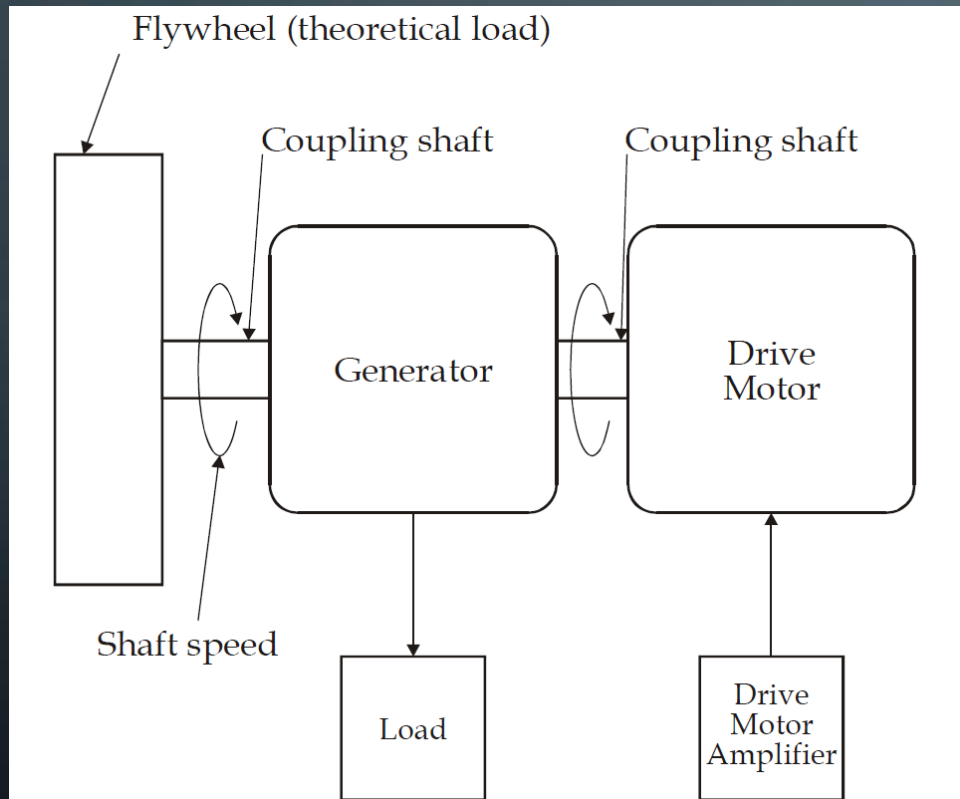 Flywheel (theoretical load)
Coupling shaft
Coupling shaft
Generator
Drive
Motor
Shaft speed
Load
Drive
Motor
Amplifier